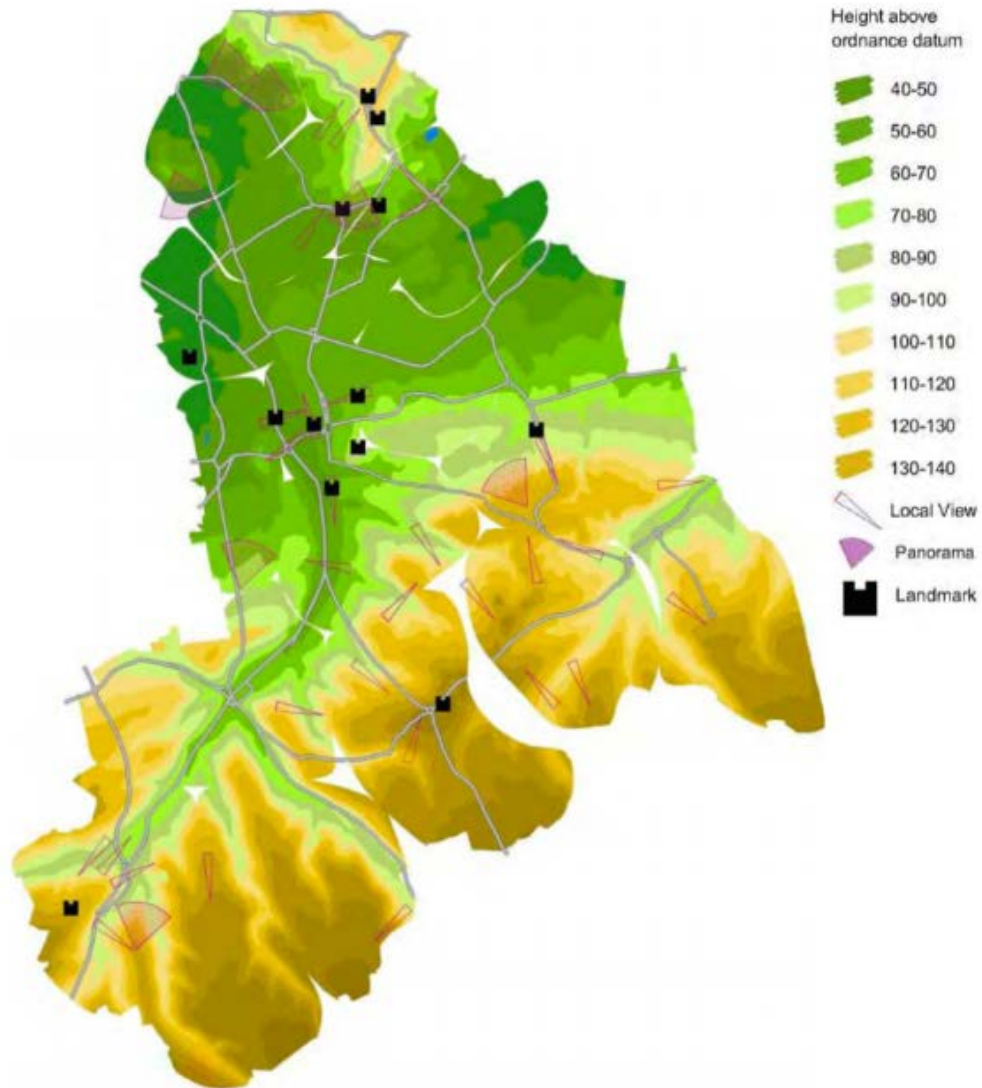 Height above
ordnance datum
40-50
50-60
60-70
70-80
80-90
90-100
100-110
110-120
120-130
130-140
Local View
Panorama
Landmark